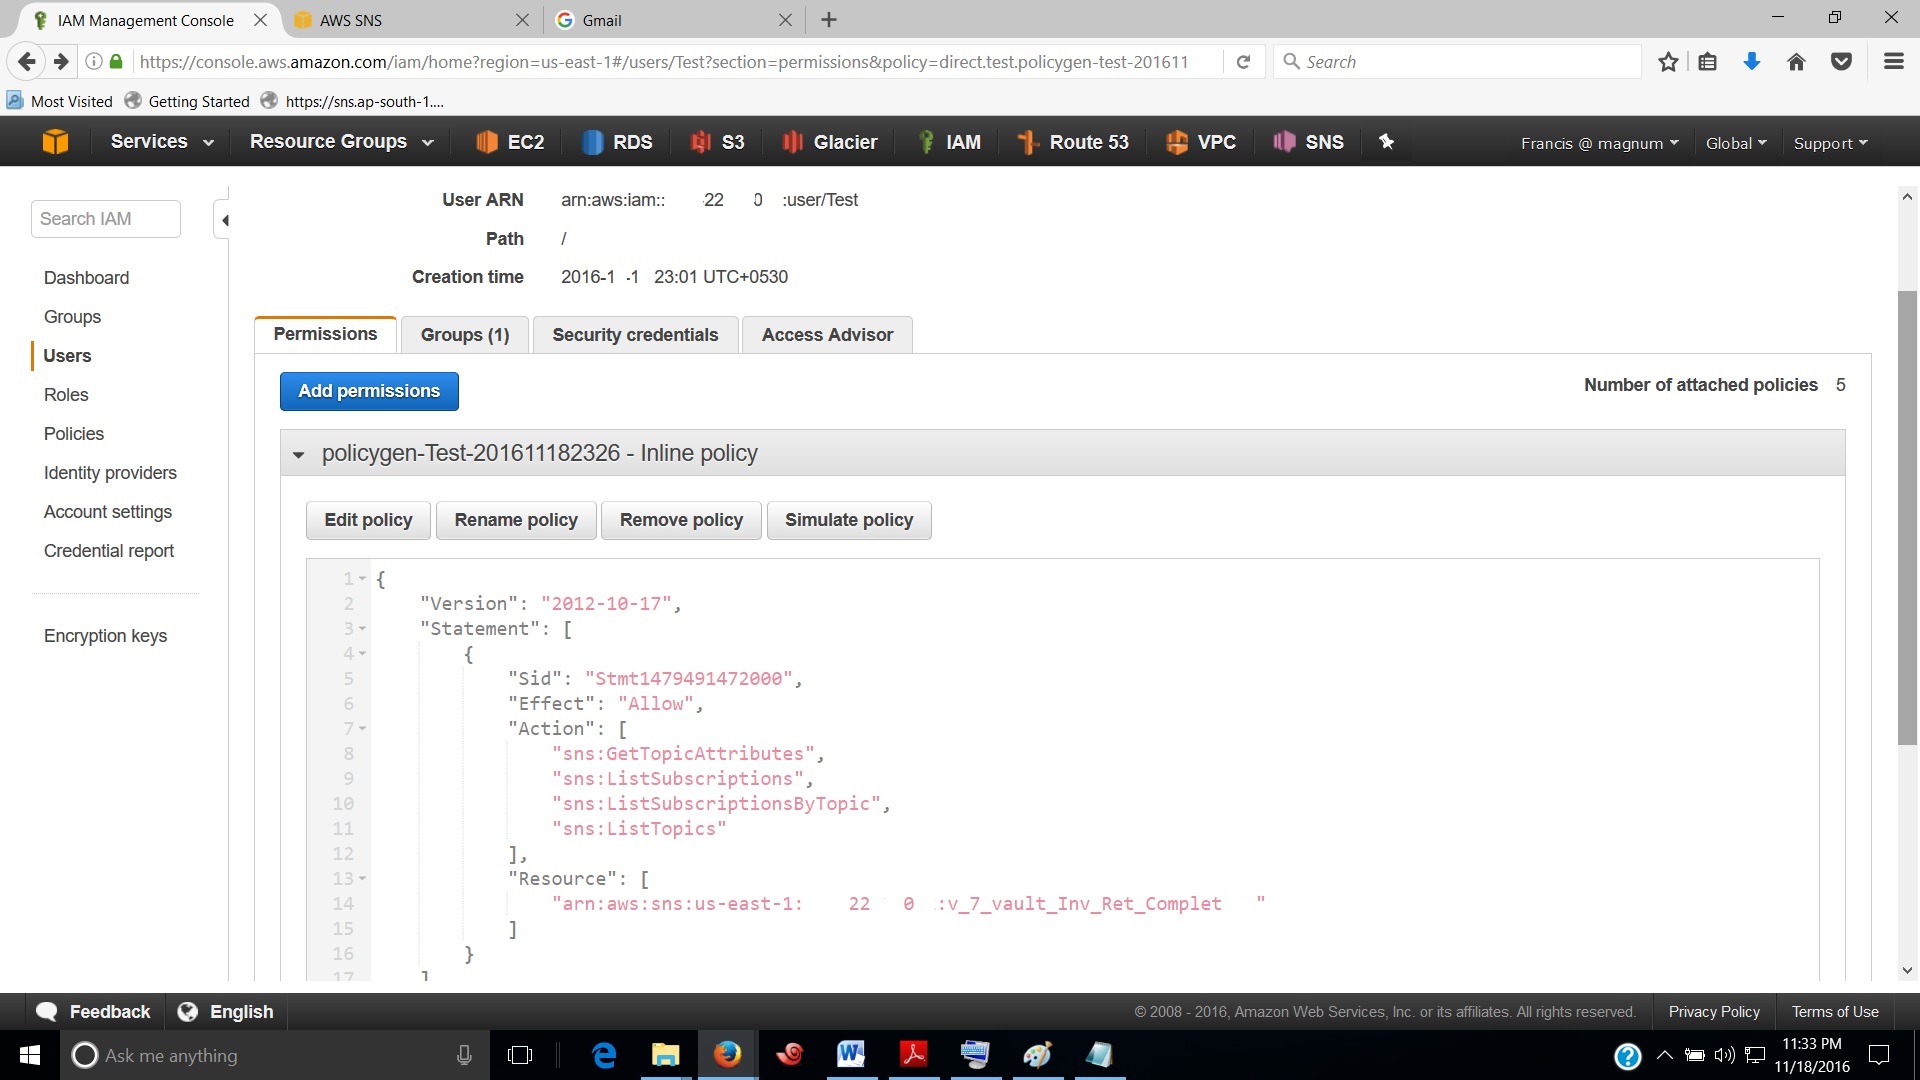 IAM Management Console
AWS SNS
Gmail
https://console.aws.amazon.com/iam/home?region=us-east-1#/users/Test?section=permissions&policy=direct.test.policygen-test-201611
Search
Most Visited
Getting Started
https://sns.ap-south-1....
Services
Resource Groups
EC2
RDS
S3
Glacier
IAM
Route 53
VPC
SNS
Francis @ magnum
Global
Support
Search IAM
Dashboard
Groups
Users
Roles
Policies
Identity providers
Account settings
Credential report
Encryption keys
User ARN arn:aws:iam:: 22 0 :user/Test
Path /
Creation time 2016-1 -1 23:01 UTC+0530
Permissions
Groups (1)
Security credentials
Access Advisor
Add permissions
Number of attached policies 5
policygen-Test-201611182326 - Inline policy
Edit policy
Rename policy
Remove policy
Simulate policy
1 {
2 "Version": "2012-10-17",
3 "Statement": [
4 {
5 "Sid": "Stmt1479491472000",
6 "Effect": "Allow",
7 "Action": [
8 "sns:GetTopicAttributes",
9 "sns:ListSubscriptions",
10 "sns:ListSubscriptionsByTopic",
11 "sns:ListTopics"
12 ],
13 "Resource": [
14 "arn:aws:sns:us-east-1: 22 0 :v_7_vault_Inv_Ret_Complet "
15 ]
16 }
17 ]
Feedback
English
© 2008 - 2016, Amazon Web Services, Inc. or its affiliates. All rights reserved.
Privacy Policy
Terms of Use
Ask me anything
11:33 PM
11/18/2016